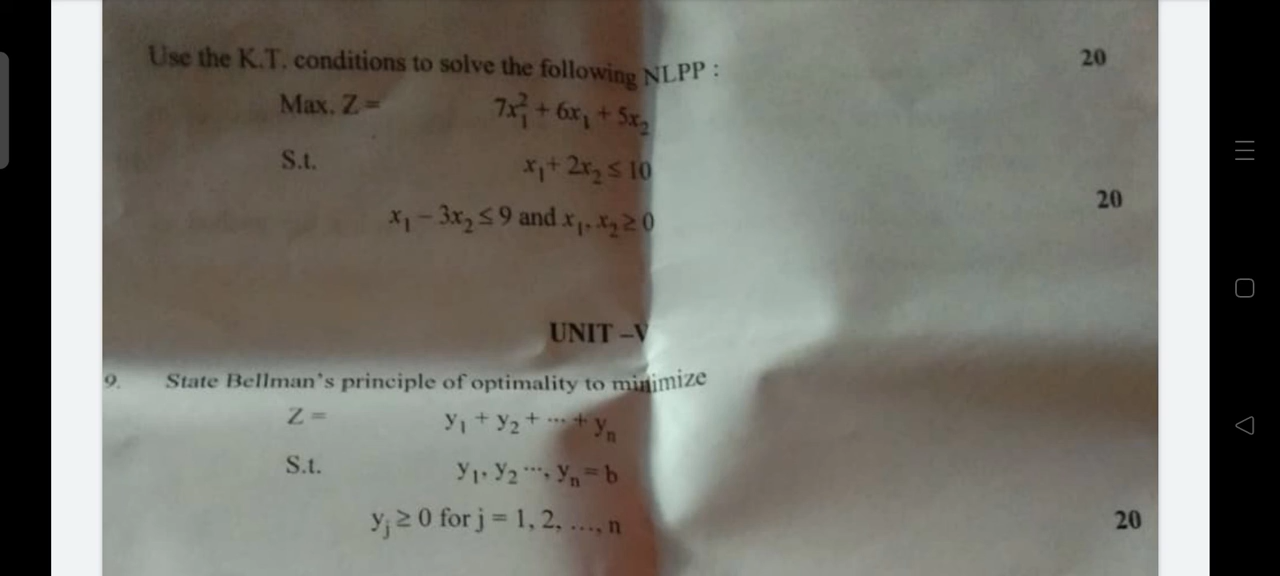 Use the K.T. conditions to solve the following NLPP : 20
Max. Z = 7x₁² + 6x₁ + 5x₂
S.t. x₁ + 2x₂ ≤ 10
x₁ – 3x₂ ≤ 9 and x₁, x₂ ≥ 0 20
UNIT –V
9. State Bellman's principle of optimality to minimize
Z = y₁ + y₂ + ··· + yₙ
S.t. y₁, y₂ ···, yₙ = b
yⱼ ≥ 0 for j = 1, 2, ..., n 20